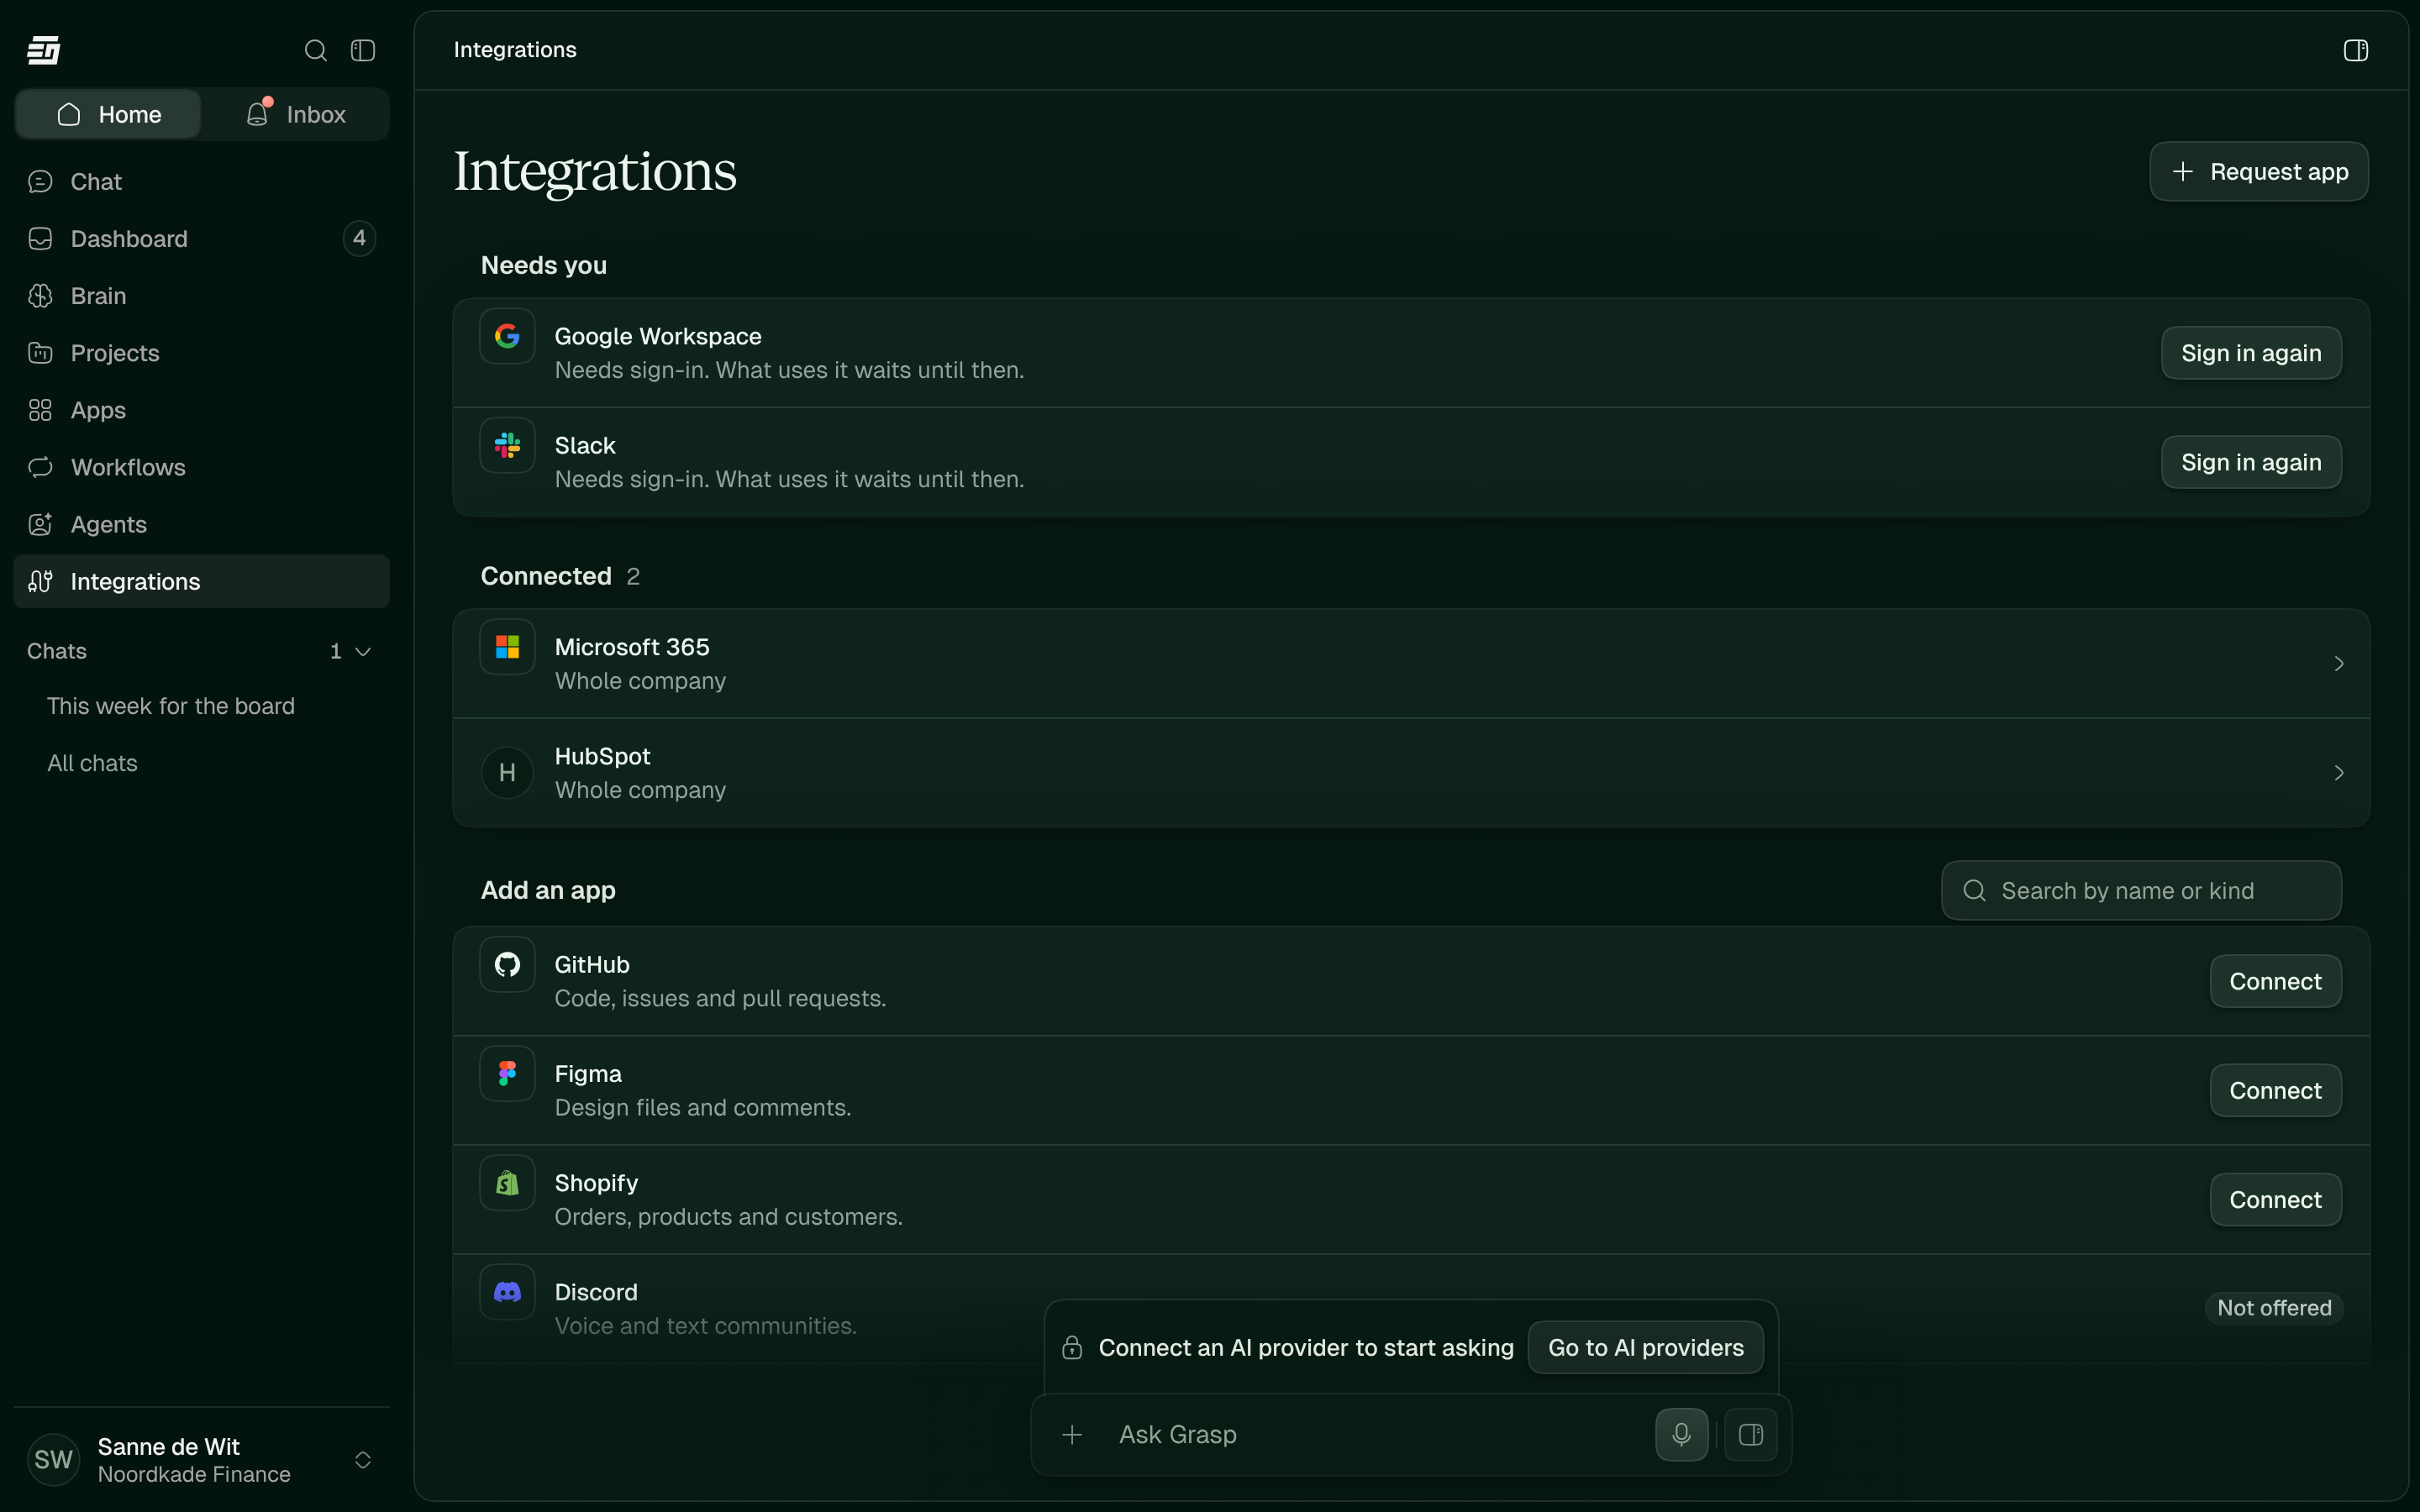 Home
Inbox
Chat
Dashboard
4
Brain
Projects
Apps
Workflows
Agents
Integrations
Chats
1
This week for the board
All chats
SW
Sanne de Wit
Noordkade Finance
Integrations
Integrations
Request app
Needs you
Google Workspace
Needs sign-in. What uses it waits until then.
Sign in again
Slack
Needs sign-in. What uses it waits until then.
Sign in again
Connected 2
Microsoft 365
Whole company
H
HubSpot
Whole company
Add an app
Search by name or kind
GitHub
Code, issues and pull requests.
Connect
Figma
Design files and comments.
Connect
Shopify
Orders, products and customers.
Connect
Discord
Voice and text communities.
Not offered
Connect an AI provider to start asking
Go to AI providers
Ask Grasp